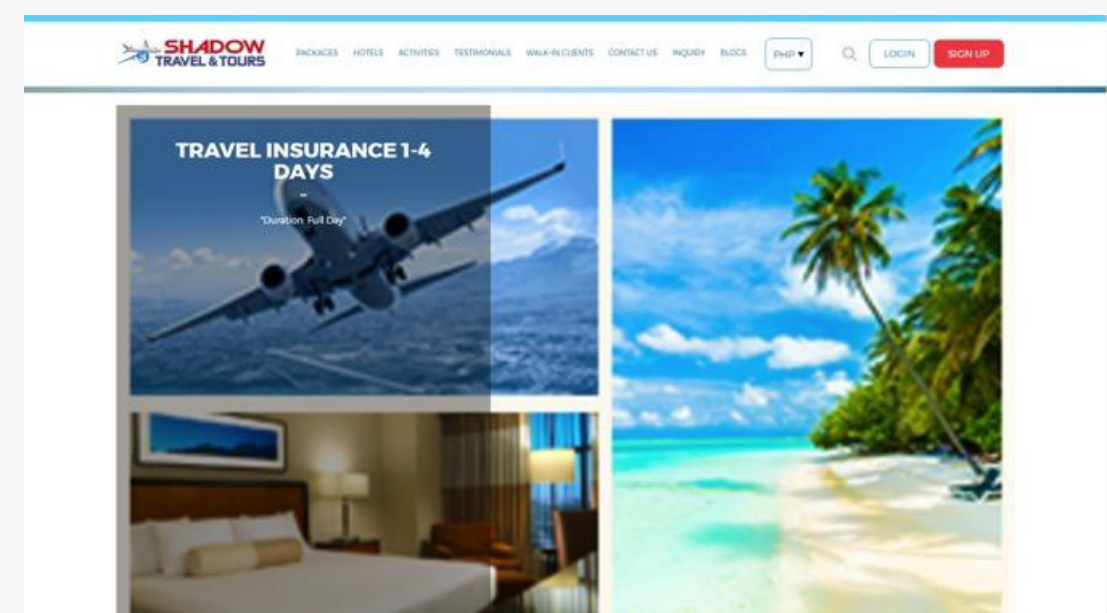 SHADOW
TRAVEL & TOURS
PACKAGES HOTELS ACTIVITIES TESTIMONIALS WALK-IN CLIENTS CONTACT US INQUIRY BLOGS PHP ▼ LOGIN SIGN UP
TRAVEL INSURANCE 1-4
DAYS
-
"Duration: Full Day"